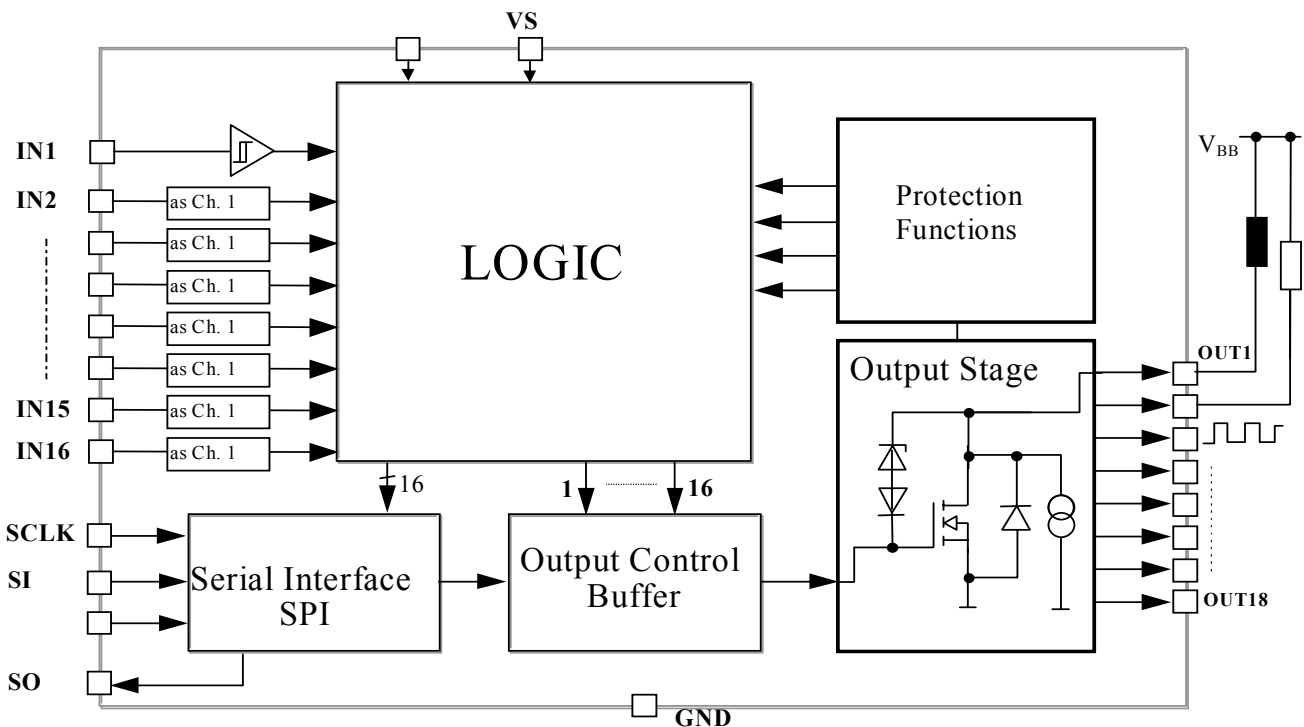 VS
IN1
IN2
as Ch. 1
as Ch. 1
as Ch. 1
as Ch. 1
as Ch. 1
IN15
as Ch. 1
IN16
as Ch. 1
LOGIC
Protection
Functions
VBB
Output Stage
OUT1
OUT18
16
1
16
SCLK
SI
SO
Serial Interface
SPI
Output Control
Buffer
GND